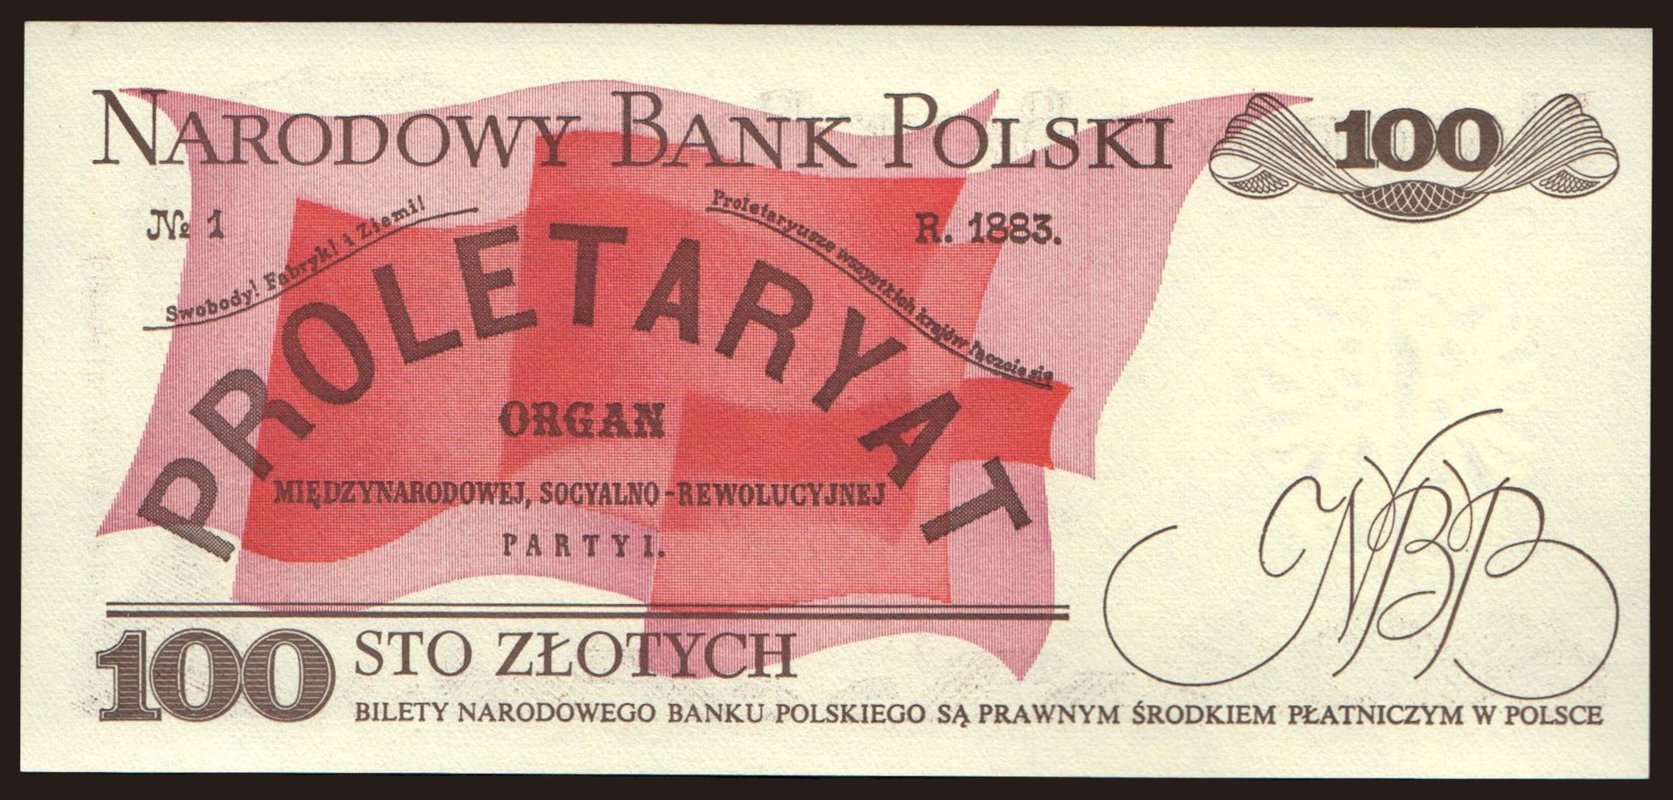 NARODOWY BANK POLSKI
100
№ 1
R. 1883.
Swobody! Fabryk! i Ziemi!
Proletaryusze wszystkich krajów łączcie się
PROLETARYAT
ORGAN
MIĘDZYNARODOWEJ, SOCYALNO-REWOLUCYJNEJ
PARTYI.
NBP
100 STO ZŁOTYCH
BILETY NARODOWEGO BANKU POLSKIEGO SĄ PRAWNYM ŚRODKIEM PŁATNICZYM W POLSCE